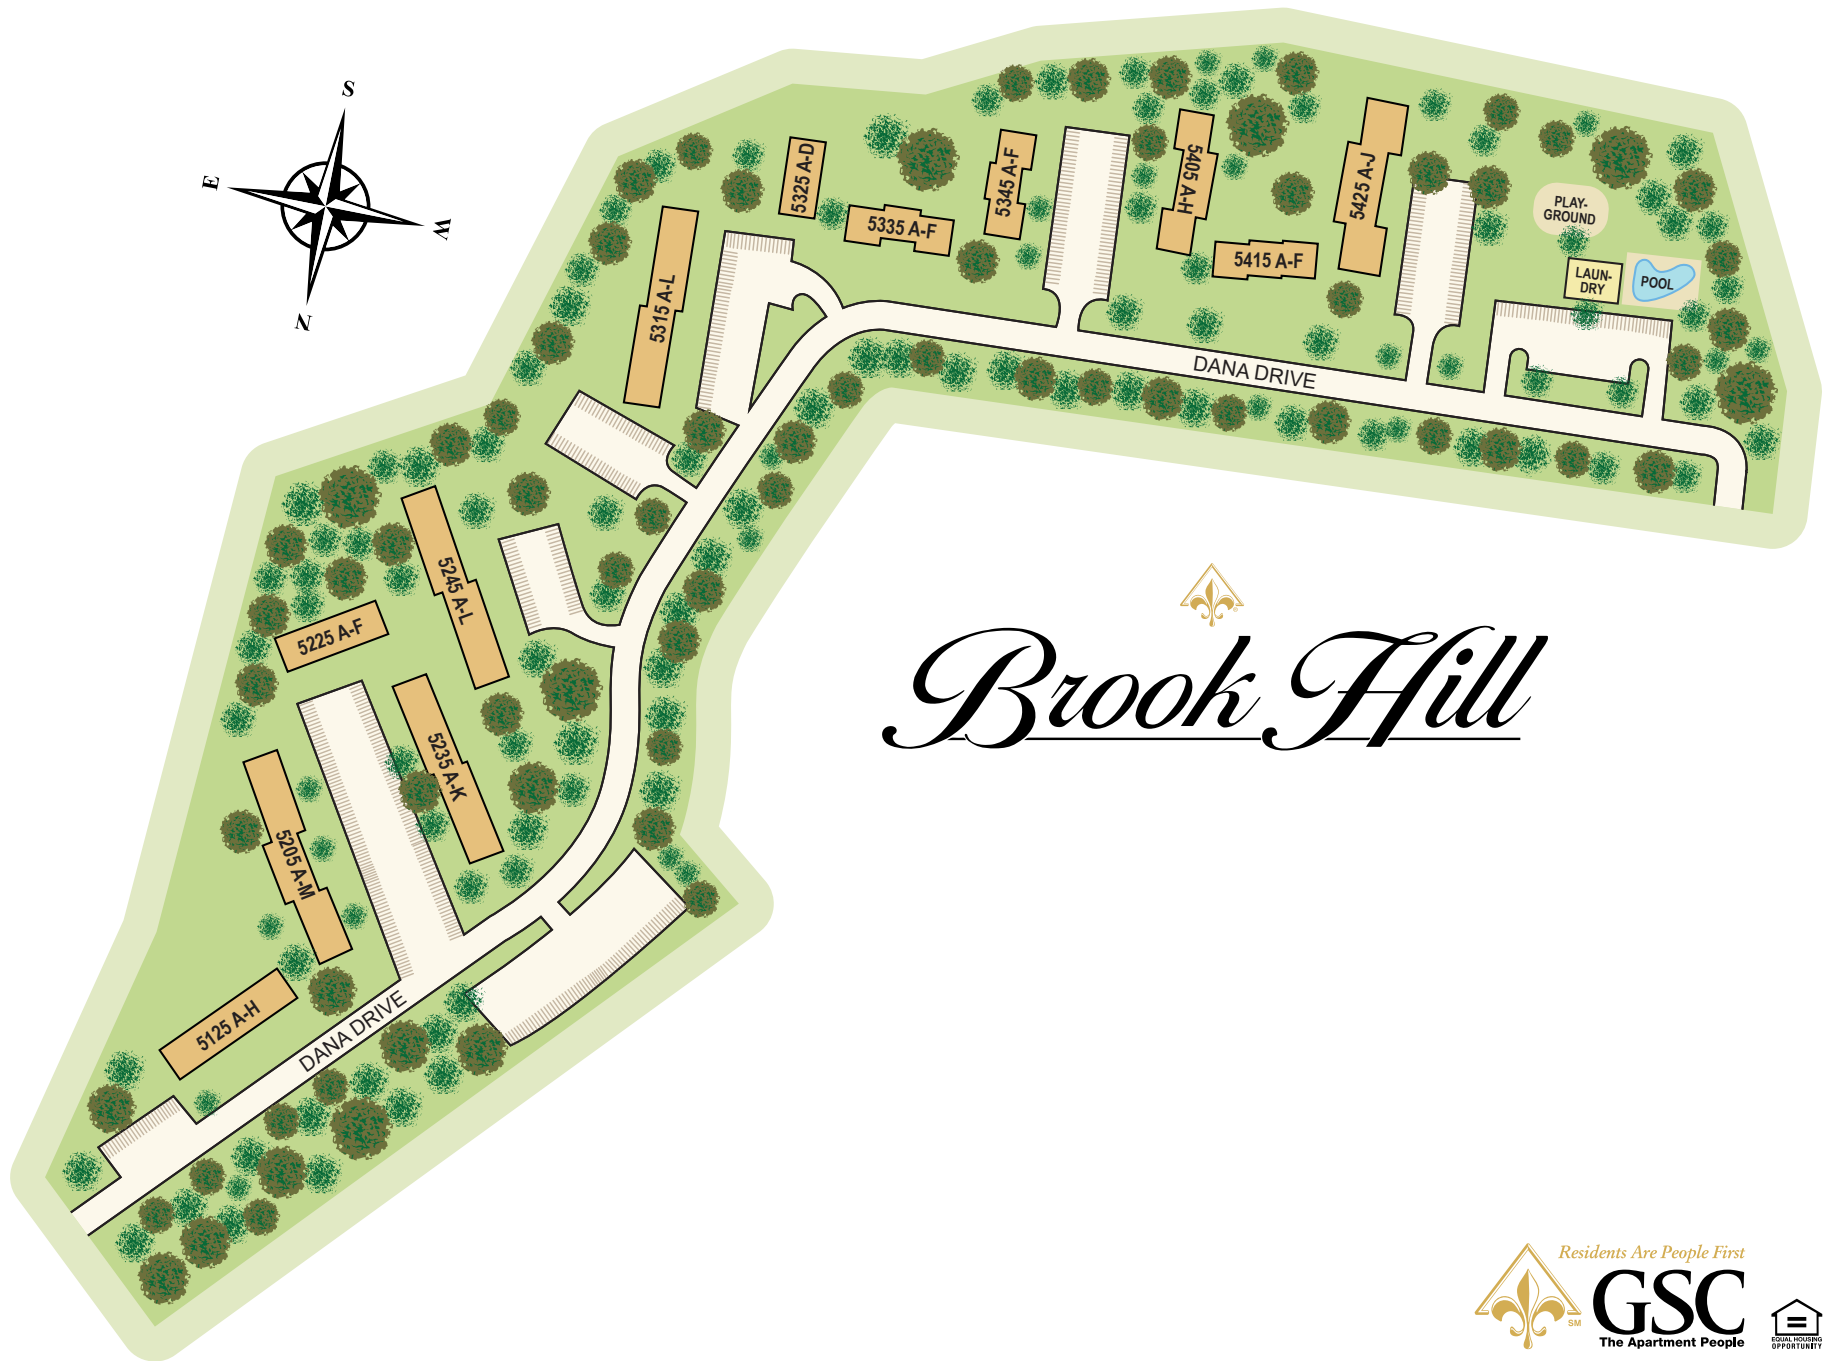 S
E
W
N
5325 A-D
5335 A-F
5345 A-F
5405 A-H
5415 A-F
5425 A-J
PLAY-
GROUND
LAUN-
DRY
POOL
5315 A-L
DANA DRIVE
5245 A-L
5225 A-F
5235 A-K
5205 A-M
5125 A-H
DANA DRIVE
®
Brook Hill
Residents Are People First
GSC
SM
The Apartment People
EQUAL HOUSING
OPPORTUNITY